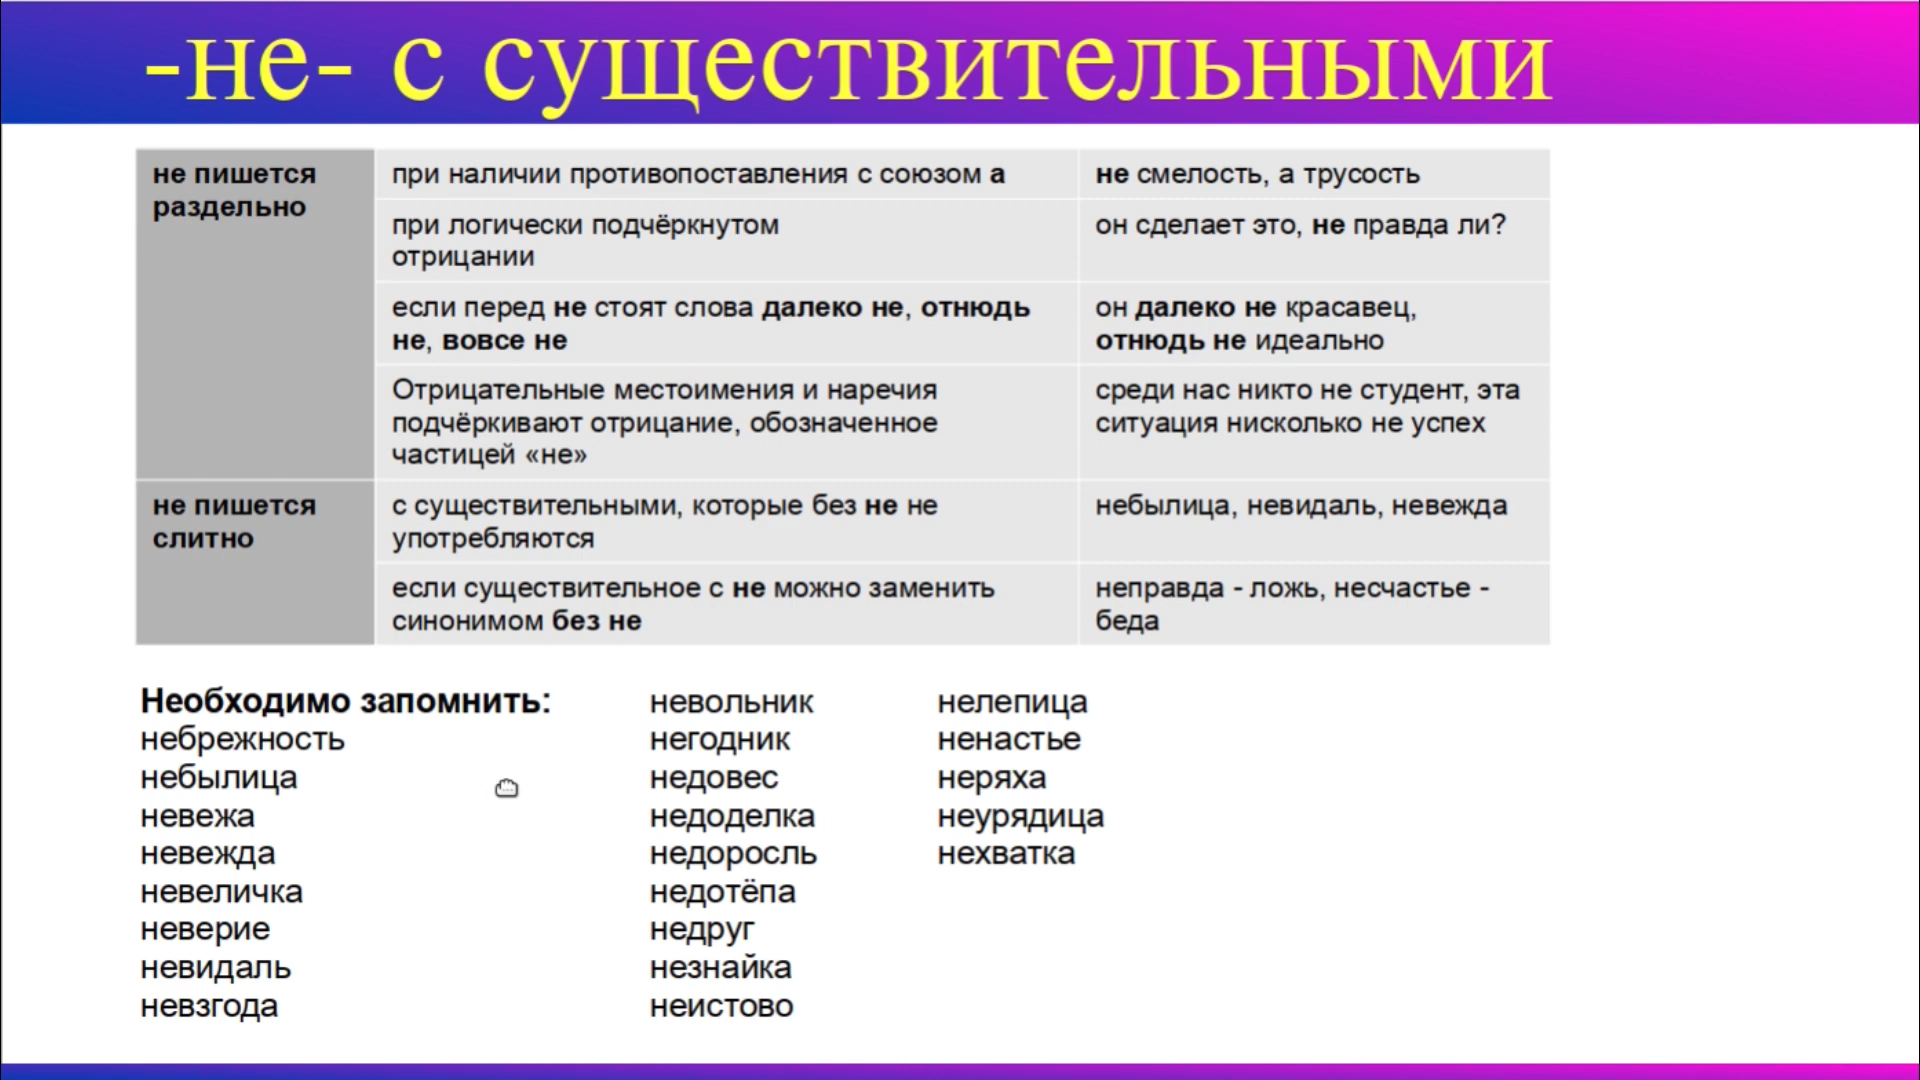 -не- с существительными
не пишется
раздельно
при наличии противопоставления с союзом а
не смелость, а трусость
при логически подчёркнутом
отрицании
он сделает это, не правда ли?
если перед не стоят слова далеко не, отнюдь
не, вовсе не
он далеко не красавец,
отнюдь не идеально
Отрицательные местоимения и наречия
подчёркивают отрицание, обозначенное
частицей «не»
среди нас никто не студент, эта
ситуация нисколько не успех
не пишется
слитно
с существительными, которые без не не
употребляются
небылица, невидаль, невежда
если существительное с не можно заменить
синонимом без не
неправда - ложь, несчастье -
беда
Необходимо запомнить:
небрежность
небылица
невежа
невежда
невеличка
неверие
невидаль
невзгода
невольник
негодник
недовес
недоделка
недоросль
недотёпа
недруг
незнайка
неистово
нелепица
ненастье
неряха
неурядица
нехватка